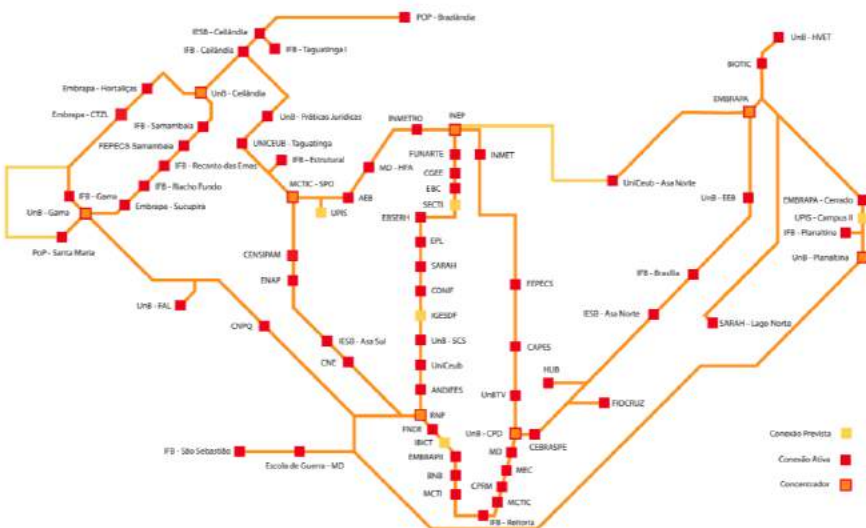 POP - Brazlândia
IESB - Ceilândia
IFB - Taguatinga I
IFB - Ceilândia
UnB - HVET
BIOTIC
Embrapa - Hortaliças
UnB - Ceilândia
EMBRAPA
Embrapa - CTZL
UnB - Práticas Jurídicas
INMETRO
INEP
IFB - Samambaia
FEPECS Samambaia
UNICEUB - Taguatinga
FUNARTE
INMET
IFB - Recanto das Emas
IFB - Estrutural
MD - HFA
CGEE
IFB - Riacho Fundo
EBC
UniCeub - Asa Norte
MCTIC - SPO
AEB
SECTI
UnB - EEB
IFB - Gama
Embrapa - Sucupira
UPIS
EMBRAPA - Cerrado
UnB - Gama
EBSERH
UPIS - Campus II
IFB - Planaltina
EPL
PoP - Santa Maria
CENSIPAM
UnB - Planaltina
SARAH
IFB - Brasília
ENAP
FEPECS
CONIF
UnB - FAL
IGESDF
IESB - Asa Norte
SARAH - Lago Norte
CNPQ
IESB - Asa Sul
UnB - SCS
CAPES
CNE
UniCeub
HUB
ANDIFES
UnBTV
FIOCRUZ
RNP
FNDE
UnB - CPD
Conexão Prevista
IBICT
CEBRASPE
IFB - São Sebastião
EMBRAPII
MD
Conexão Ativa
Escola de Guerra - MD
MEC
BNB
CPRM
Concentrador
MCTI
MCTIC
IFB - Reitoria